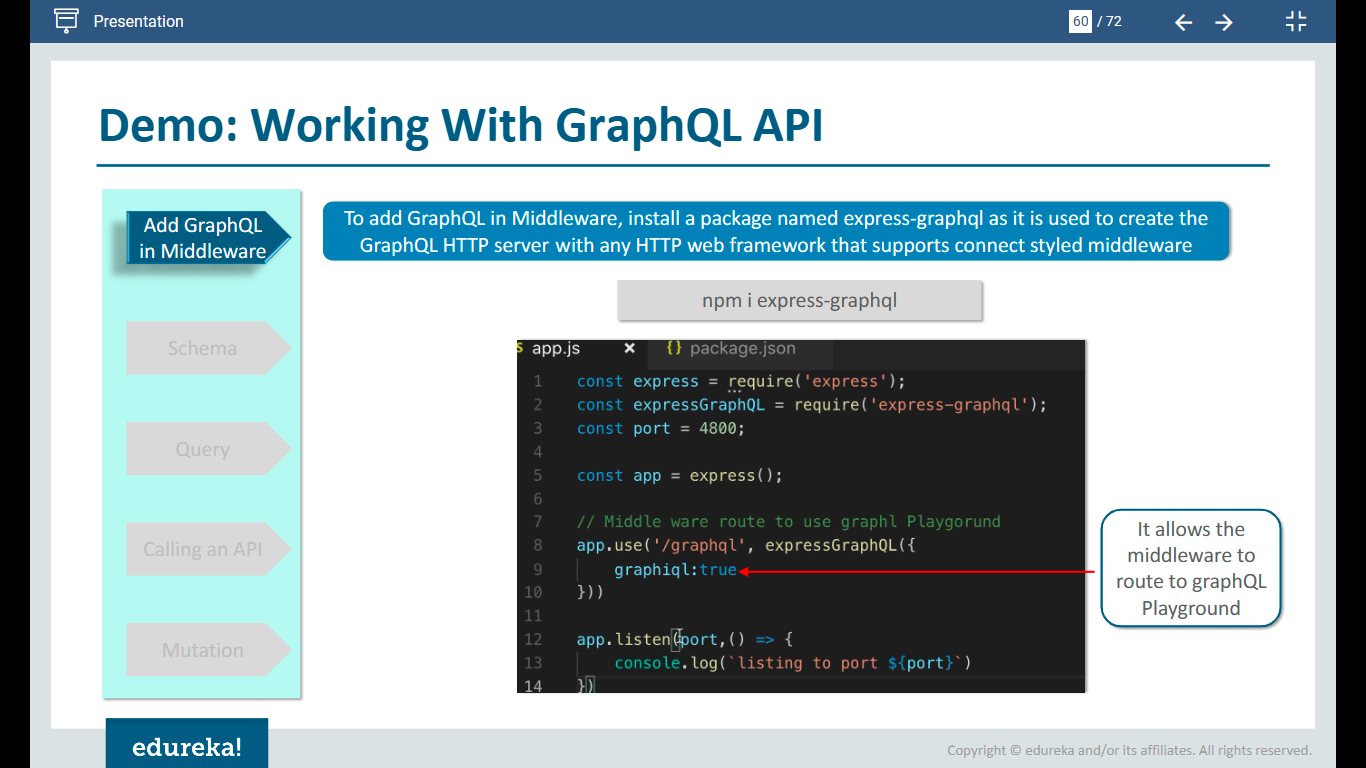 Presentation
60 / 72
Demo: Working With GraphQL API
Add GraphQL
in Middleware
Schema
Query
Calling an API
Mutation
To add GraphQL in Middleware, install a package named express-graphql as it is used to create the
GraphQL HTTP server with any HTTP web framework that supports connect styled middleware
npm i express-graphql
S app.js × {} package.json
1 const express = require('express');
2 const expressGraphQL = require('express-graphql');
3 const port = 4800;
4
5 const app = express();
6
7 // Middle ware route to use graphl Playgorund
8 app.use('/graphql', expressGraphQL({
9 graphiql:true
10 }))
11
12 app.listen(port,() => {
13 console.log(`listing to port ${port}`)
14 })
It allows the
middleware to
route to graphQL
Playground
edureka!
Copyright © edureka and/or its affiliates. All rights reserved.